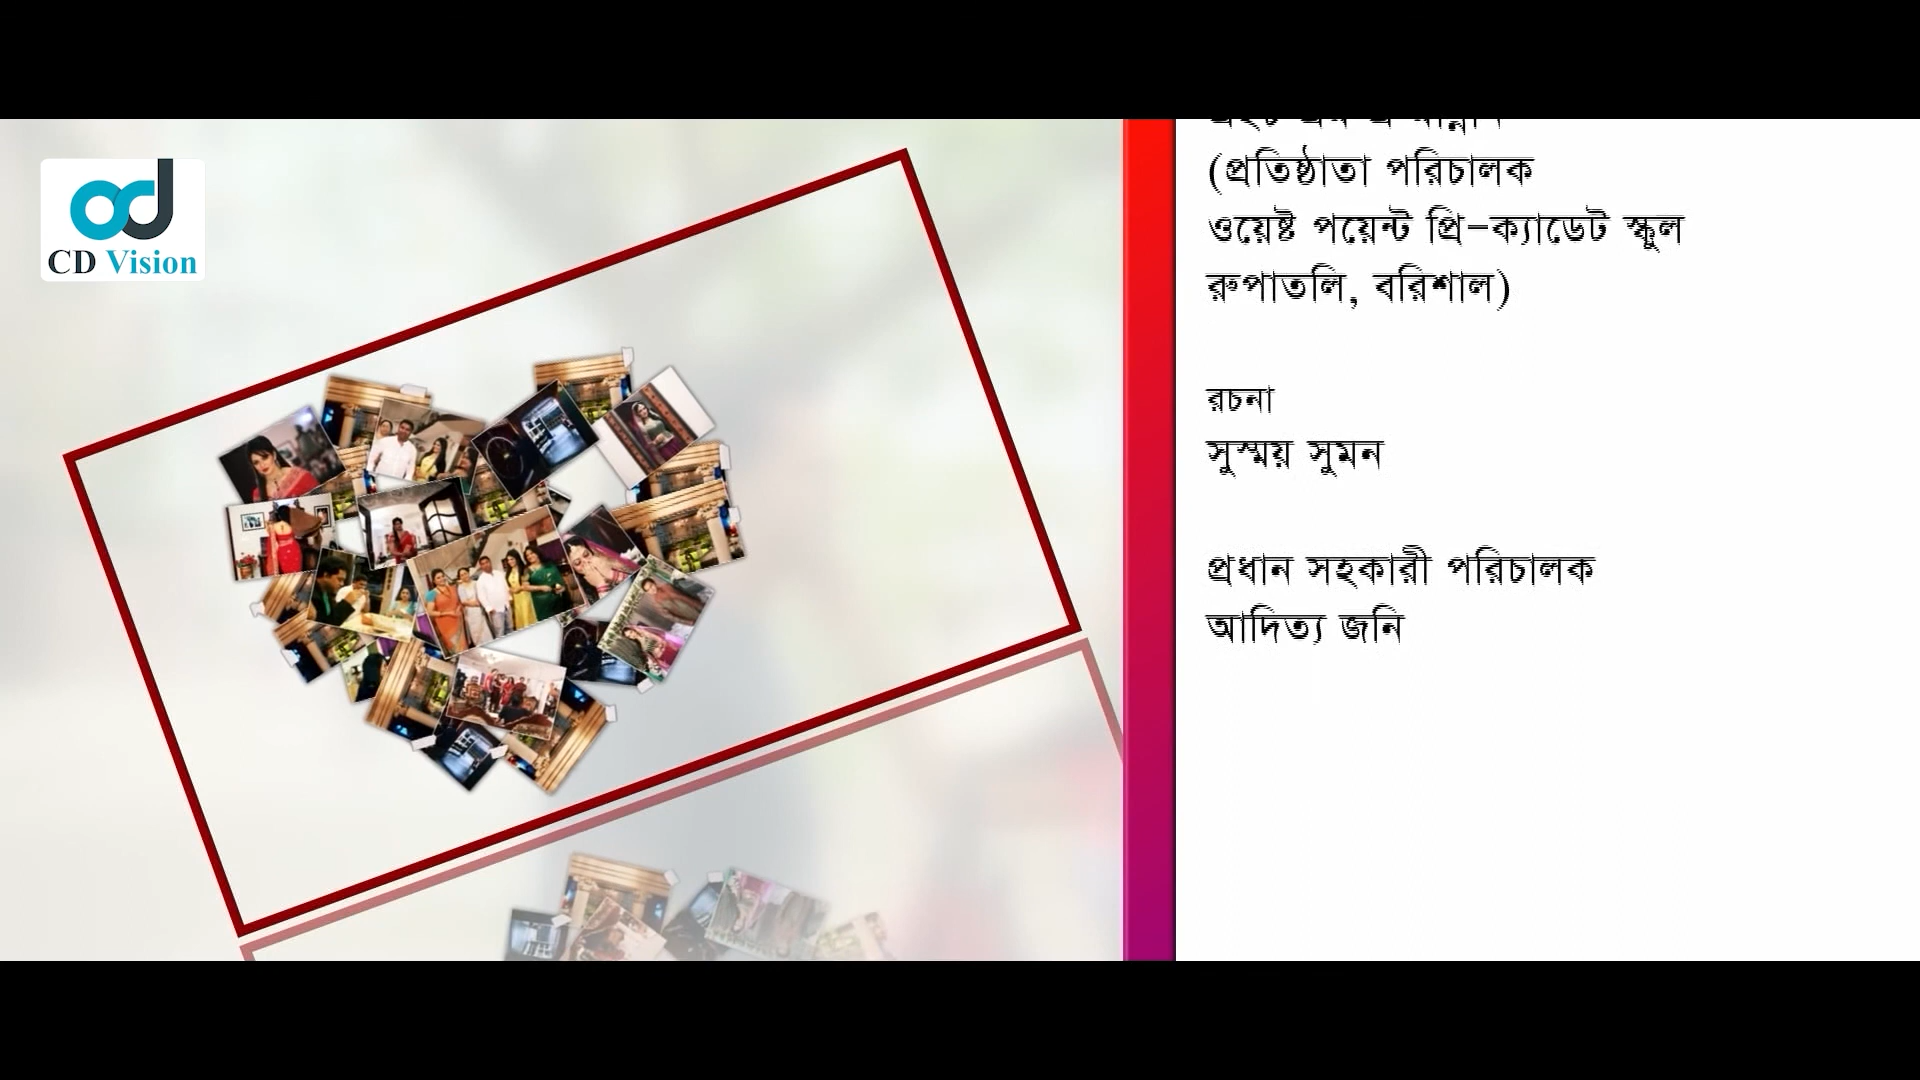 CD Vision
(প্রতিষ্ঠাতা পরিচালক
ওয়েষ্ট পয়েন্ট প্রি-ক্যাডেট স্কুল
রুপাতলি, বরিশাল)
রচনা
সুস্ময় সুমন
প্রধান সহকারী পরিচালক
আদিত্য জনি